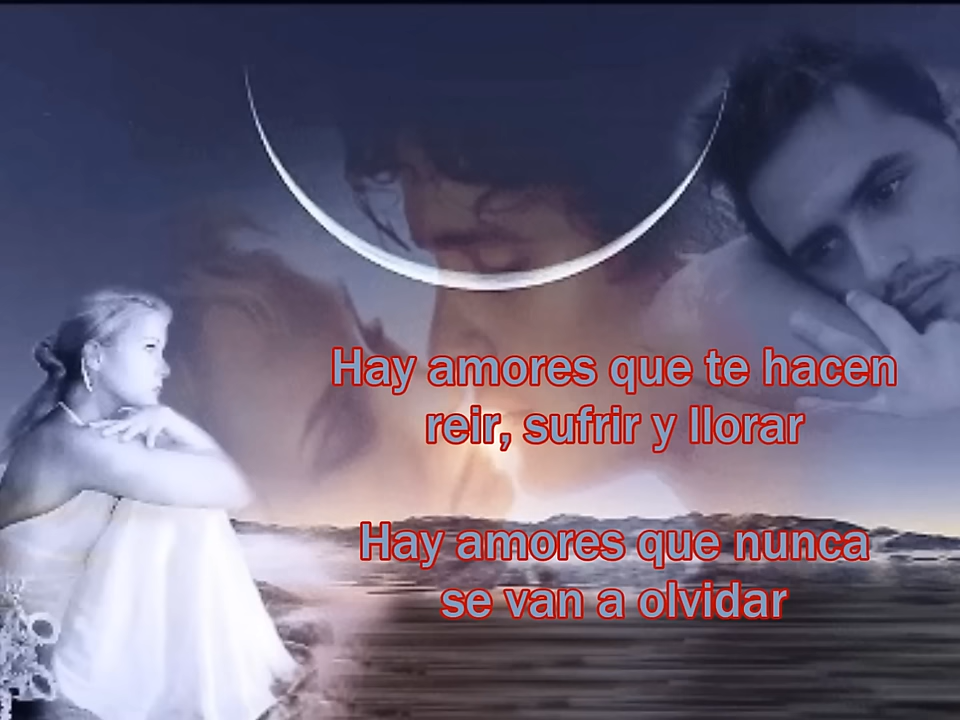 Hay amores que te hacen
reir, sufrir y llorar
Hay amores que nunca
se van a olvidar